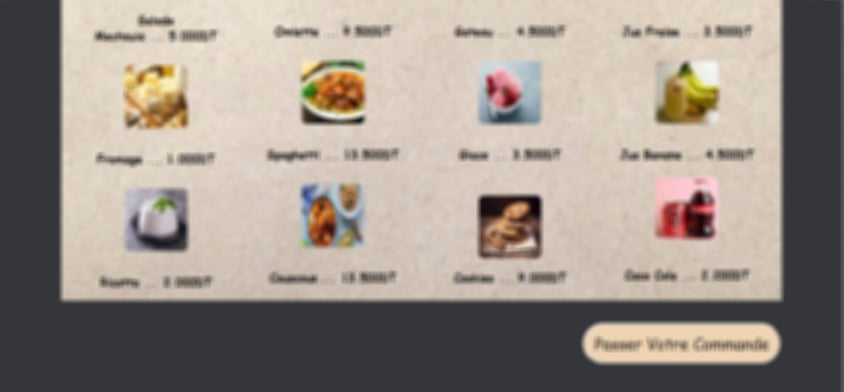 Salade
Mechouia ... 5.000DT
Omlette ... 9.500DT
Gateau ... 4.500DT
Jus Fraise ... 3.500DT
Fromage ... 1.000DT
Spaghetti ... 13.500DT
Glace ... 3.500DT
Jus Banane ... 4.500DT
Ricotta ... 2.000DT
Couscous ... 13.500DT
Cookies ... 9.000DT
Coca Cola ... 2.000DT
Passer Votre Commande